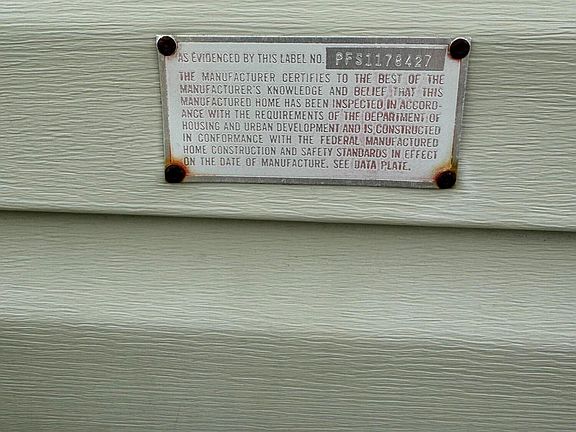 AS EVIDENCED BY THIS LABEL NO. PFS1178427
THE MANUFACTURER CERTIFIES TO THE BEST OF THE
MANUFACTURER'S KNOWLEDGE AND BELIEF THAT THIS
MANUFACTURED HOME HAS BEEN INSPECTED IN ACCORD-
ANCE WITH THE REQUIREMENTS OF THE DEPARTMENT OF
HOUSING AND URBAN DEVELOPMENT AND IS CONSTRUCTED
IN CONFORMANCE WITH THE FEDERAL MANUFACTURED
HOME CONSTRUCTION AND SAFETY STANDARDS IN EFFECT
ON THE DATE OF MANUFACTURE. SEE DATA PLATE.